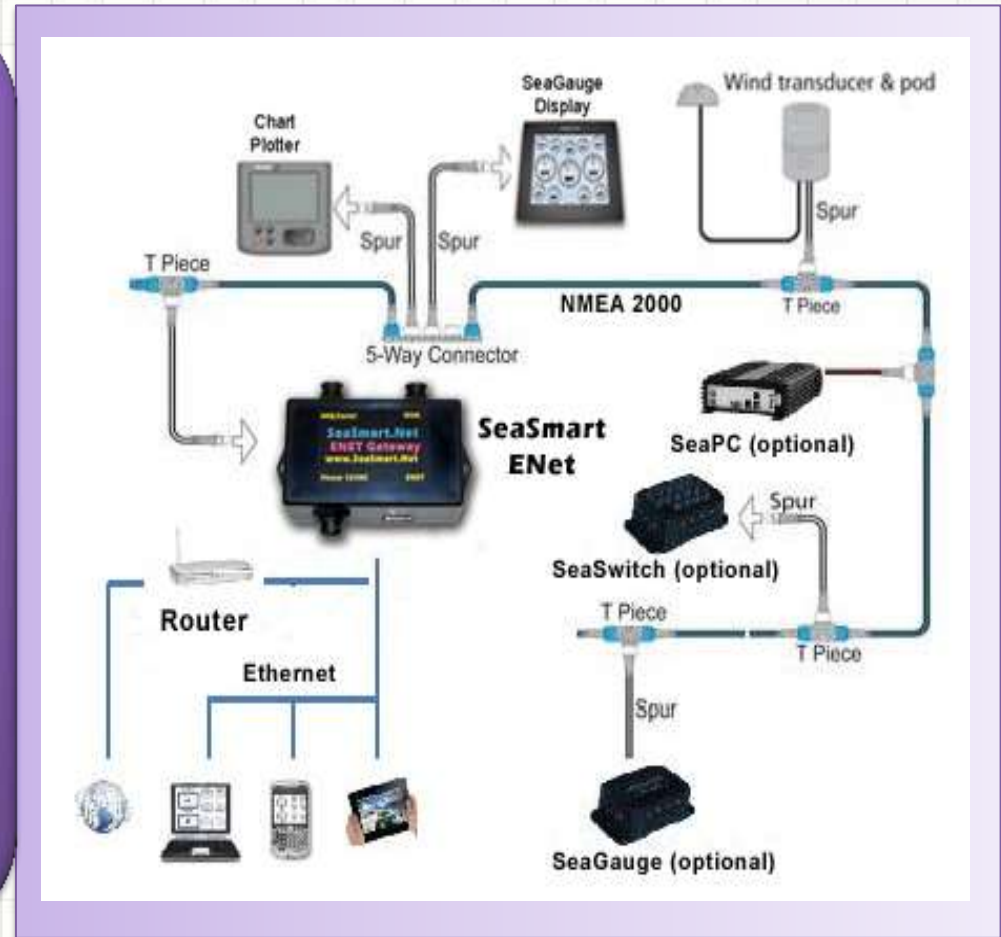 SeaGauge
Display
Wind transducer & pod
Chart
Plotter
Spur
Spur
Spur
T Piece
NMEA 2000
T Piece
5-Way Connector
SeaSmart.Net
ENET Gateway
www.SeaSmart.Net
ENET
SeaSmart
ENet
SeaPC (optional)
Spur
SeaSwitch (optional)
Router
T Piece
T Piece
Ethernet
Spur
SeaGauge (optional)